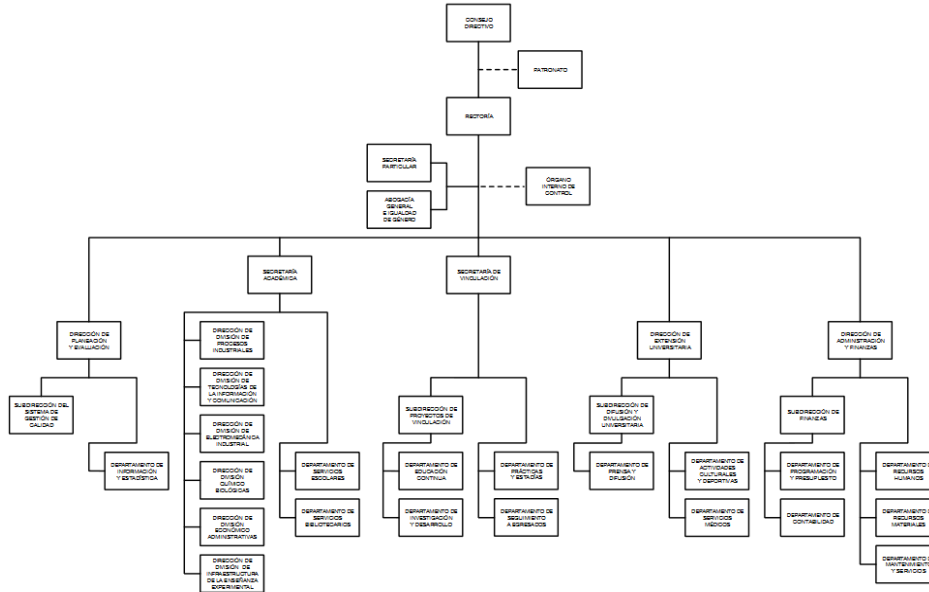 CONSEJO
DIRECTIVO
PATRONATO
RECTORÍA
SECRETARÍA
PARTICULAR
ÓRGANO
INTERNO DE
CONTROL
ABOGACÍA
GENERAL
E IGUALDAD
DE GÉNERO
SECRETARÍA
ACADÉMICA
SECRETARÍA DE
VINCULACIÓN
DIRECCIÓN DE
PLANEACIÓN
Y EVALUACIÓN
DIRECCIÓN DE
EXTENSIÓN
UNIVERSITARIA
DIRECCIÓN DE
ADMINISTRACIÓN
Y FINANZAS
DIRECCIÓN DE
DIVISIÓN DE
PROCESOS
INDUSTRIALES
DIRECCIÓN DE
DIVISIÓN DE
TECNOLOGÍAS DE
LA INFORMACIÓN
Y COMUNICACIÓN
DIRECCIÓN DE
DIVISIÓN DE
ELECTROMECÁNICA
INDUSTRIAL
DIRECCIÓN DE
DIVISIÓN
QUÍMICO
BIOLÓGICAS
DIRECCIÓN DE
DIVISIÓN
ECONÓMICO
ADMINISTRATIVAS
DIRECCIÓN DE
DIVISIÓN DE
INFRAESTRUCTURA
DE LA ENSEÑANZA
EXPERIMENTAL
SUBDIRECCIÓN DEL
SISTEMA DE
GESTIÓN DE
CALIDAD
SUBDIRECCIÓN
DE PROYECTOS DE
VINCULACIÓN
SUBDIRECCIÓN
DE DIFUSIÓN Y
DIVULGACIÓN
UNIVERSITARIA
SUBDIRECCIÓN DE
FINANZAS
DEPARTAMENTO DE
INFORMACIÓN
Y ESTADÍSTICA
DEPARTAMENTO DE
SERVICIOS
ESCOLARES
DEPARTAMENTO DE
EDUCACIÓN
CONTINUA
DEPARTAMENTO DE
PRÁCTICAS
Y ESTADÍAS
DEPARTAMENTO
DE PRENSA Y
DIFUSIÓN
DEPARTAMENTO DE
ACTIVIDADES
CULTURALES
Y DEPORTIVAS
DEPARTAMENTO DE
PROGRAMACIÓN
Y PRESUPUESTO
DEPARTAMENTO DE
RECURSOS
HUMANOS
DEPARTAMENTO DE
SERVICIOS
BIBLIOTECARIOS
DEPARTAMENTO
DE INVESTIGACIÓN
Y DESARROLLO
DEPARTAMENTO DE
SEGUIMIENTO
A EGRESADOS
DEPARTAMENTO
DE SERVICIOS
MÉDICOS
DEPARTAMENTO DE
CONTABILIDAD
DEPARTAMENTO DE
RECURSOS
MATERIALES
DEPARTAMENTO DE
MANTENIMIENTO
Y SERVICIOS